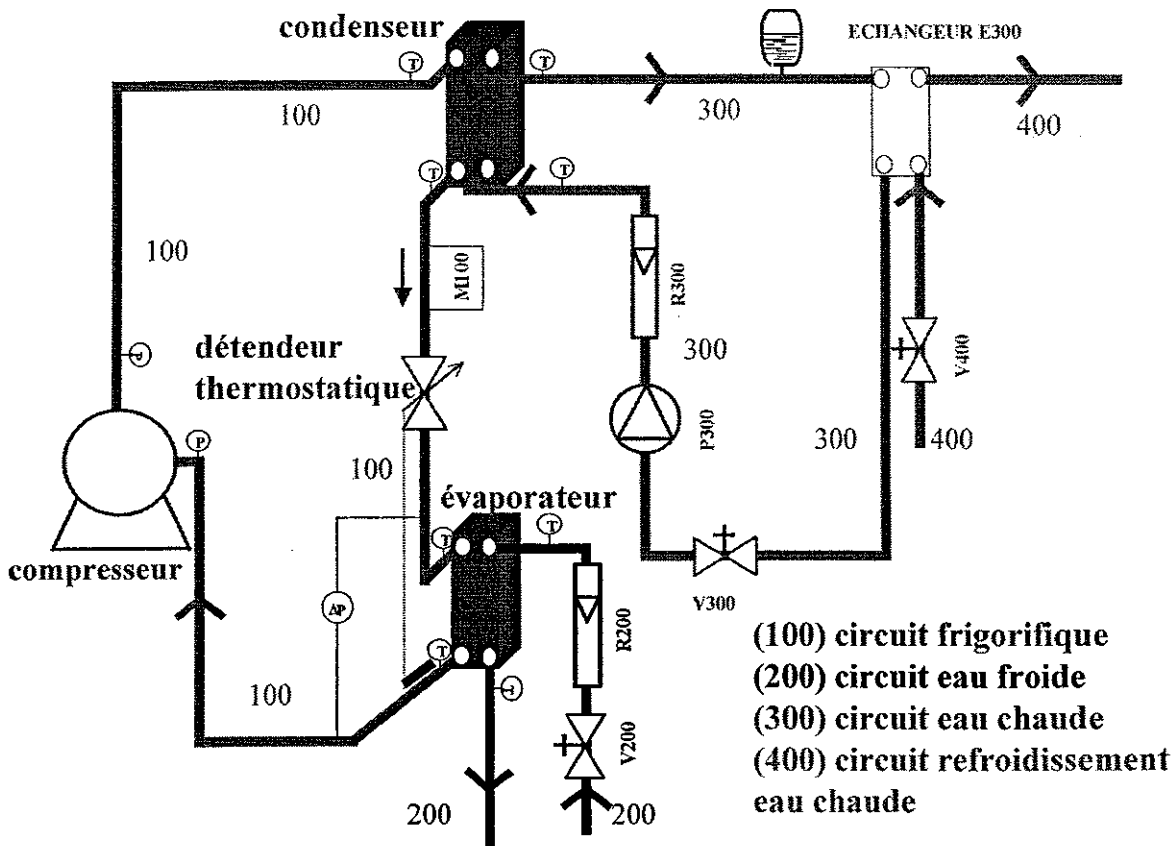 condenseur
ECHANGEUR E300
T
T
100
300
400
T
T
100
M100
R300
détendeur
thermostatique
300
V400
P300
300
400
P
100
évaporateur
T
T
compresseur
V300
ΔP
R200
T
100
V200
200
200
(100) circuit frigorifique
(200) circuit eau froide
(300) circuit eau chaude
(400) circuit refroidissement
eau chaude